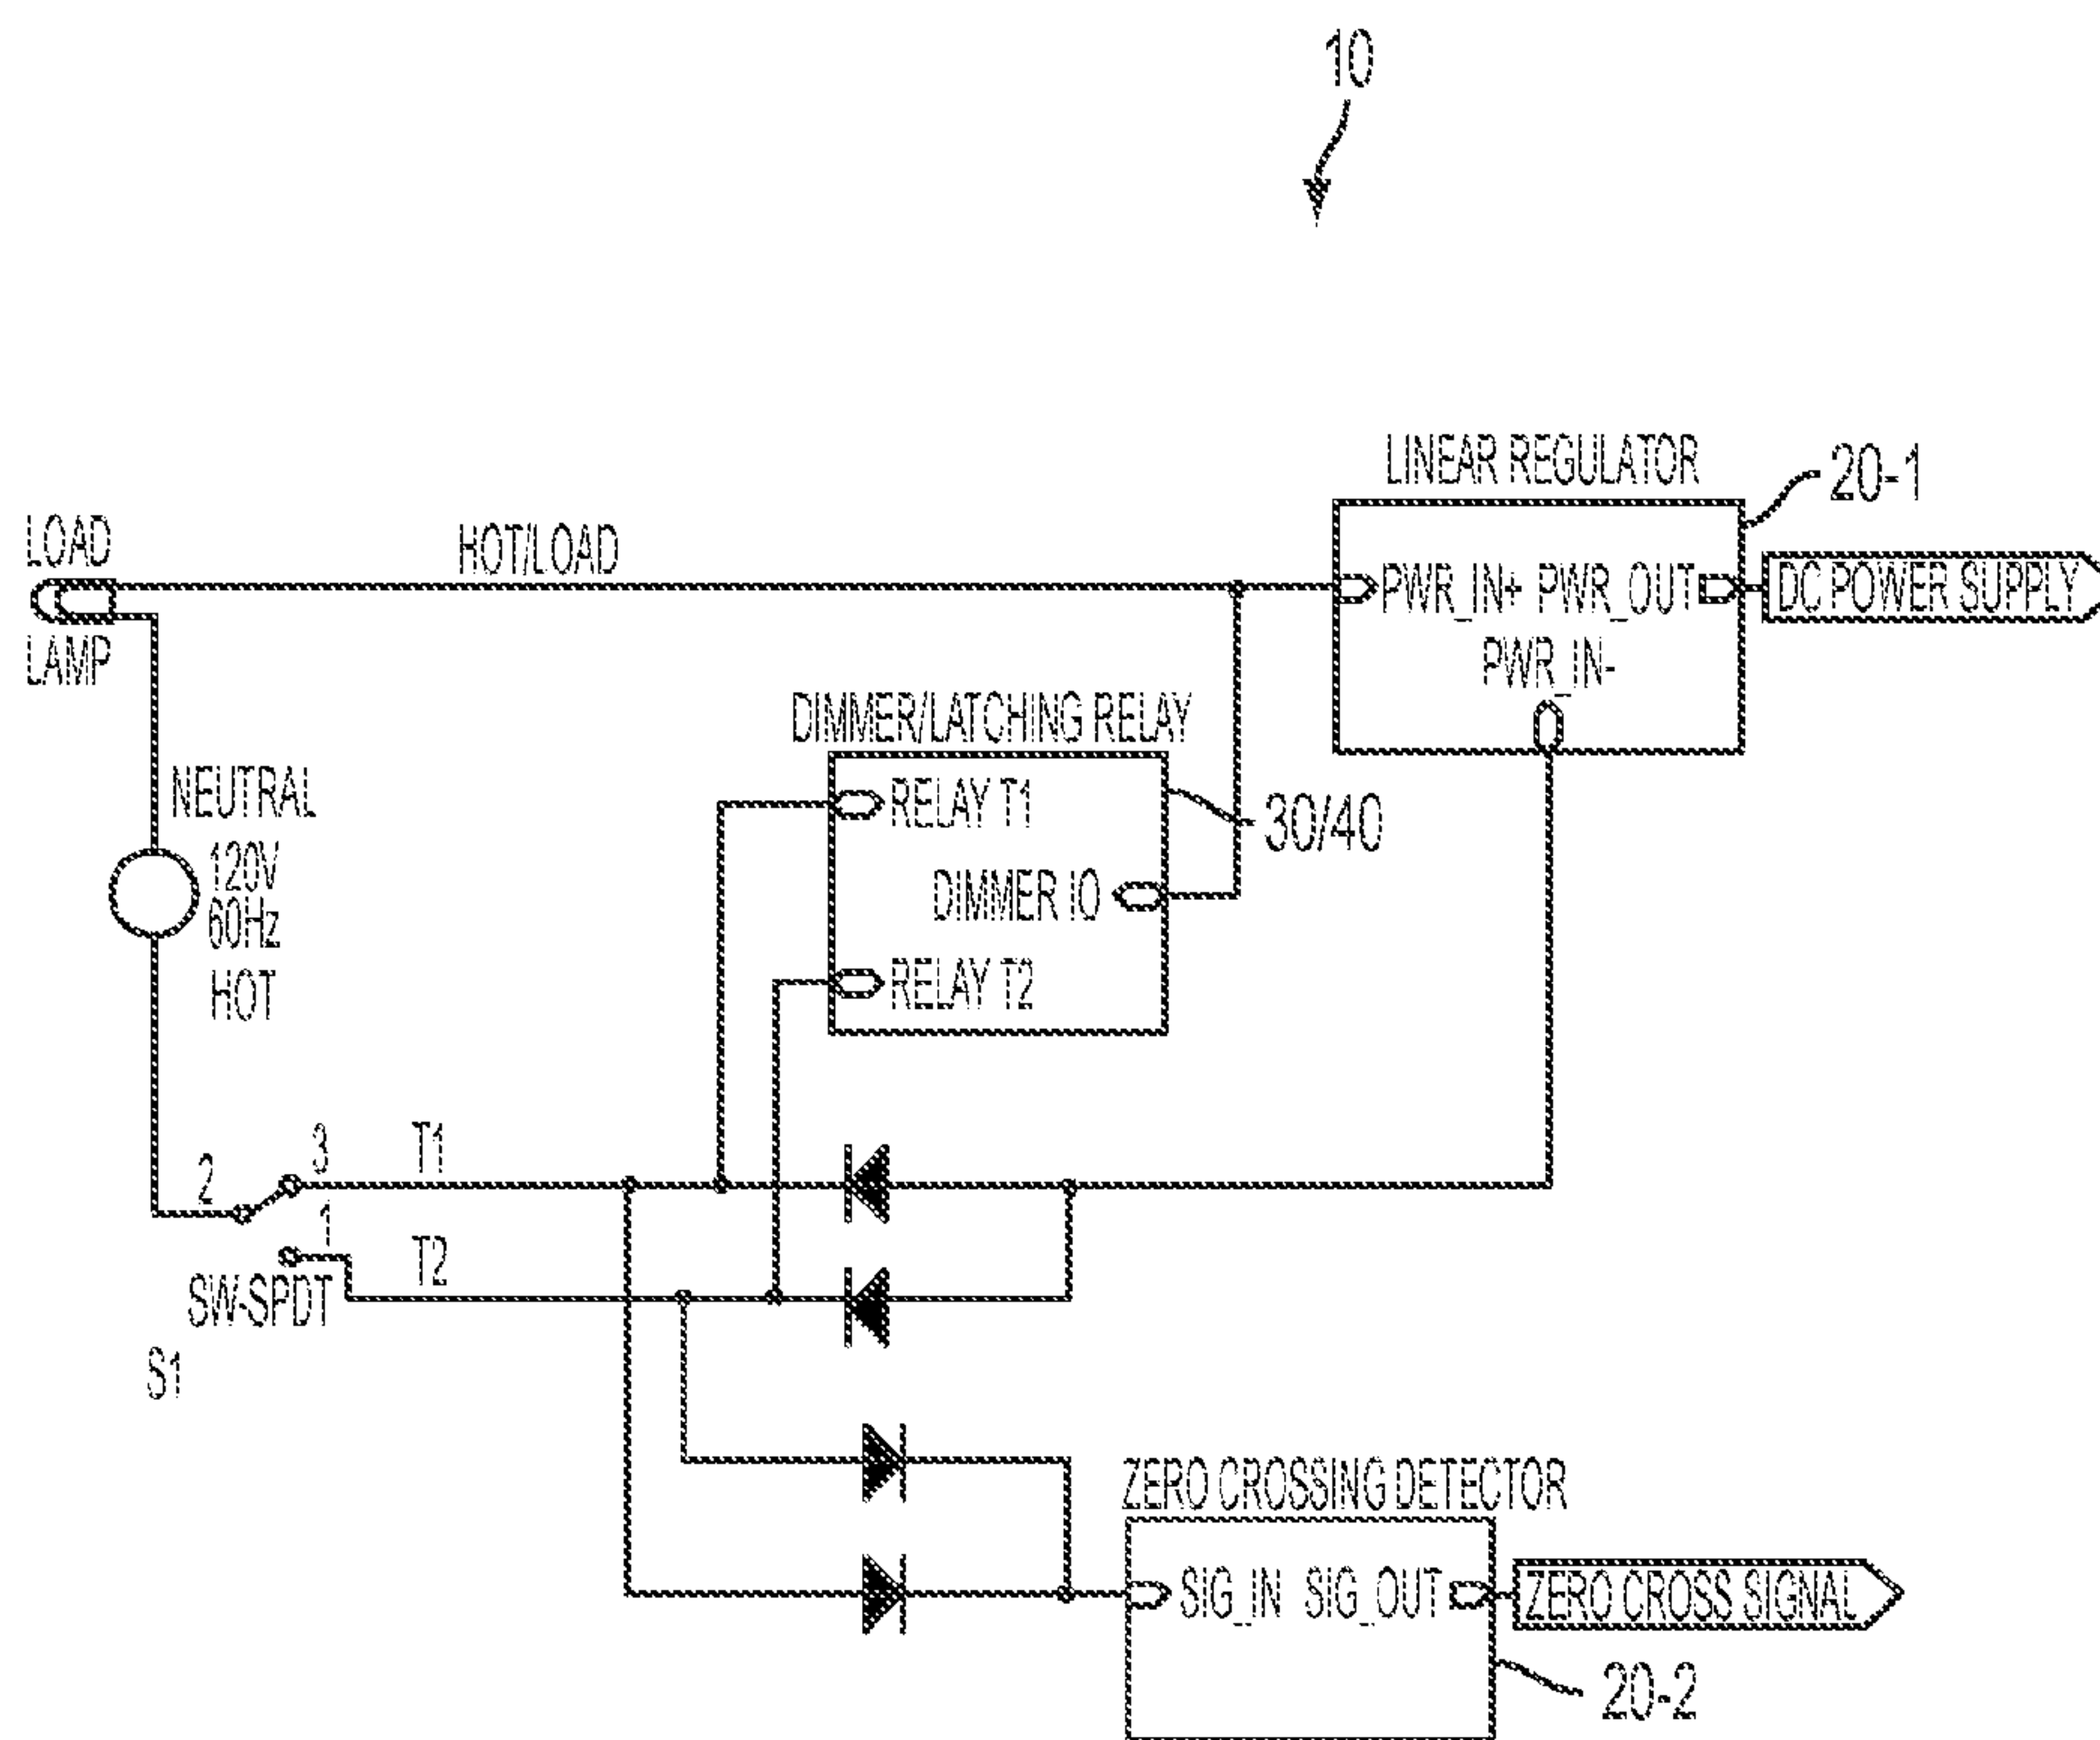 10
LINEAR REGULATOR
20-1
LOAD
HOT/LOAD
PWR_IN+ PWR_OUT
DC POWER SUPPLY
LAMP
PWR_IN-
DIMMER/LATCHING RELAY
NEUTRAL
RELAY T1
30/40
120V
60Hz
DIMMER IO
HOT
RELAY T2
3
T1
2
1
T2
SW-SPDT
S1
ZERO CROSSING DETECTOR
SIG_IN SIG_OUT
ZERO CROSS SIGNAL
20-2